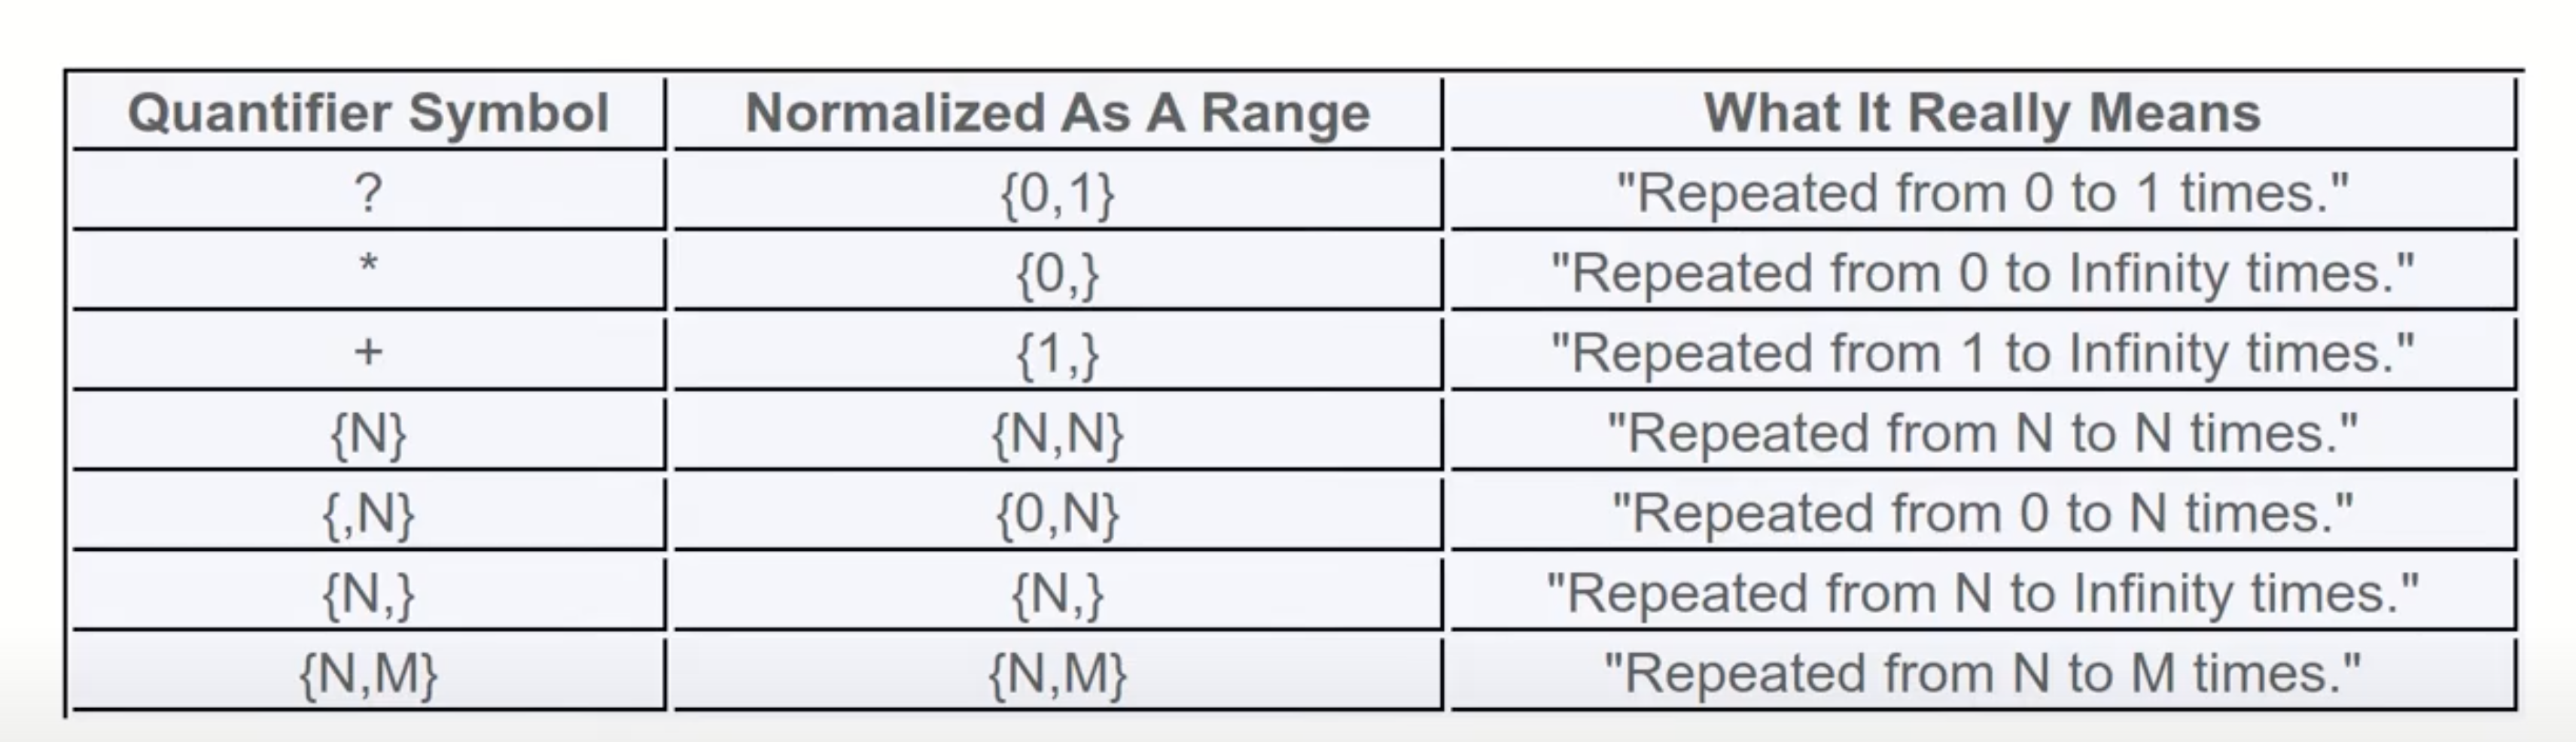 Quantifier Symbol Normalized As A Range What It Really Means
? {0,1} "Repeated from 0 to 1 times."
* {0,} "Repeated from 0 to Infinity times."
+ {1,} "Repeated from 1 to Infinity times."
{N} {N,N} "Repeated from N to N times."
{,N} {0,N} "Repeated from 0 to N times."
{N,} {N,} "Repeated from N to Infinity times."
{N,M} {N,M} "Repeated from N to M times."